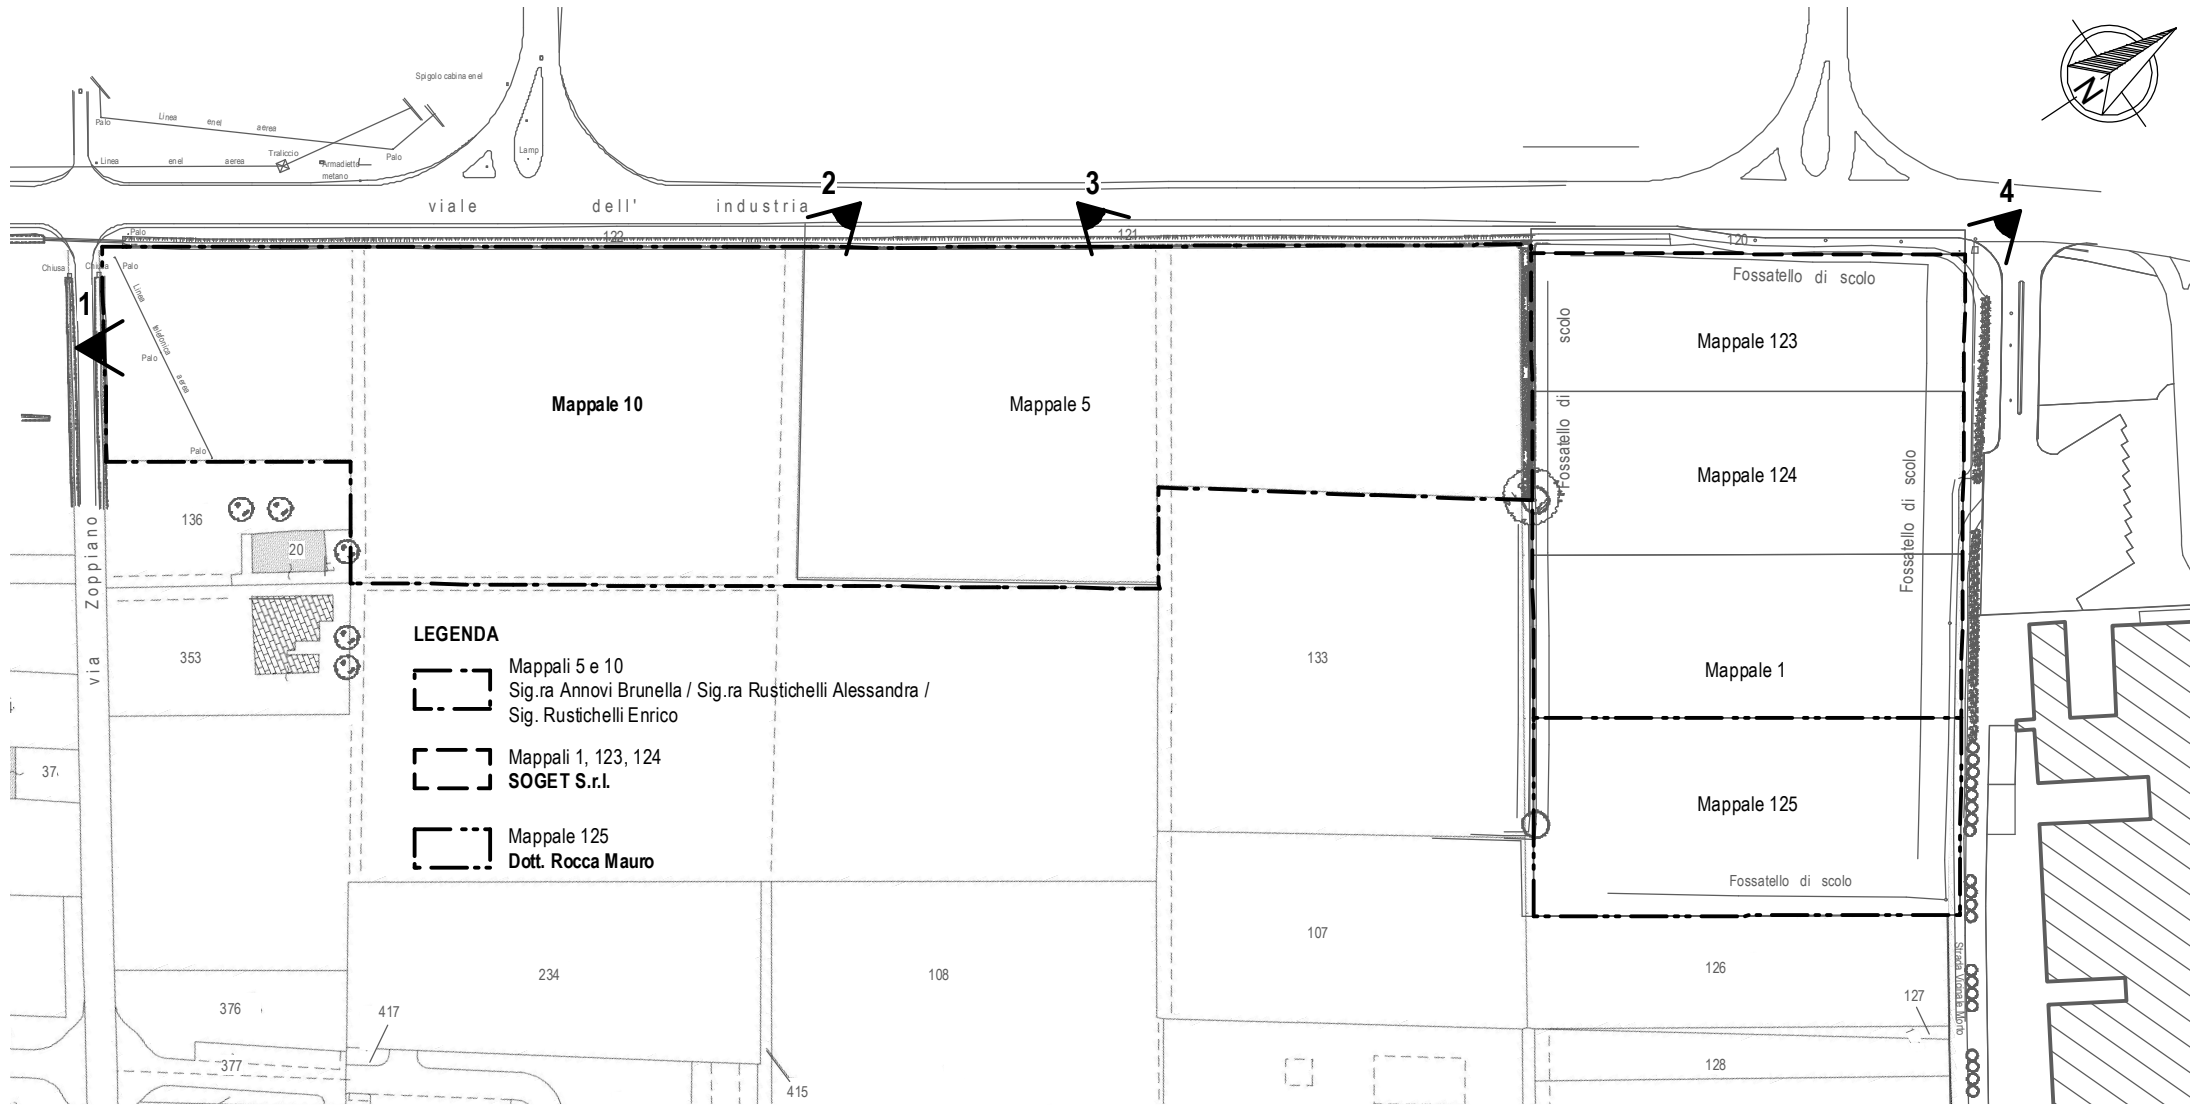 Spigolo cabina enel
N
Palo
Linea enel aerea
Linea enel aerea
Traliccio
Palo
Armadietto
metano
Lamp
2
3
4
viale dell' industria
Palo
122
121
120
Chiusa
Chiusa
Palo
1
Linea telefonica aerea
Palo
Palo
Fossatello di scolo
Fossatello di scolo
Mappale 123
Mappale 10
Mappale 5
Mappale 124
Fossatello di scolo
136
20
via Zoppiano
353
133
Mappale 1
LEGENDA
Mappali 5 e 10
Sig.ra Annovi Brunella / Sig.ra Rustichelli Alessandra /
Sig. Rustichelli Enrico
Mappali 1, 123, 124
SOGET S.r.l.
Mappale 125
Dott. Rocca Mauro
37
Mappale 125
Fossatello di scolo
107
234
108
126
127
376
417
377
415
128